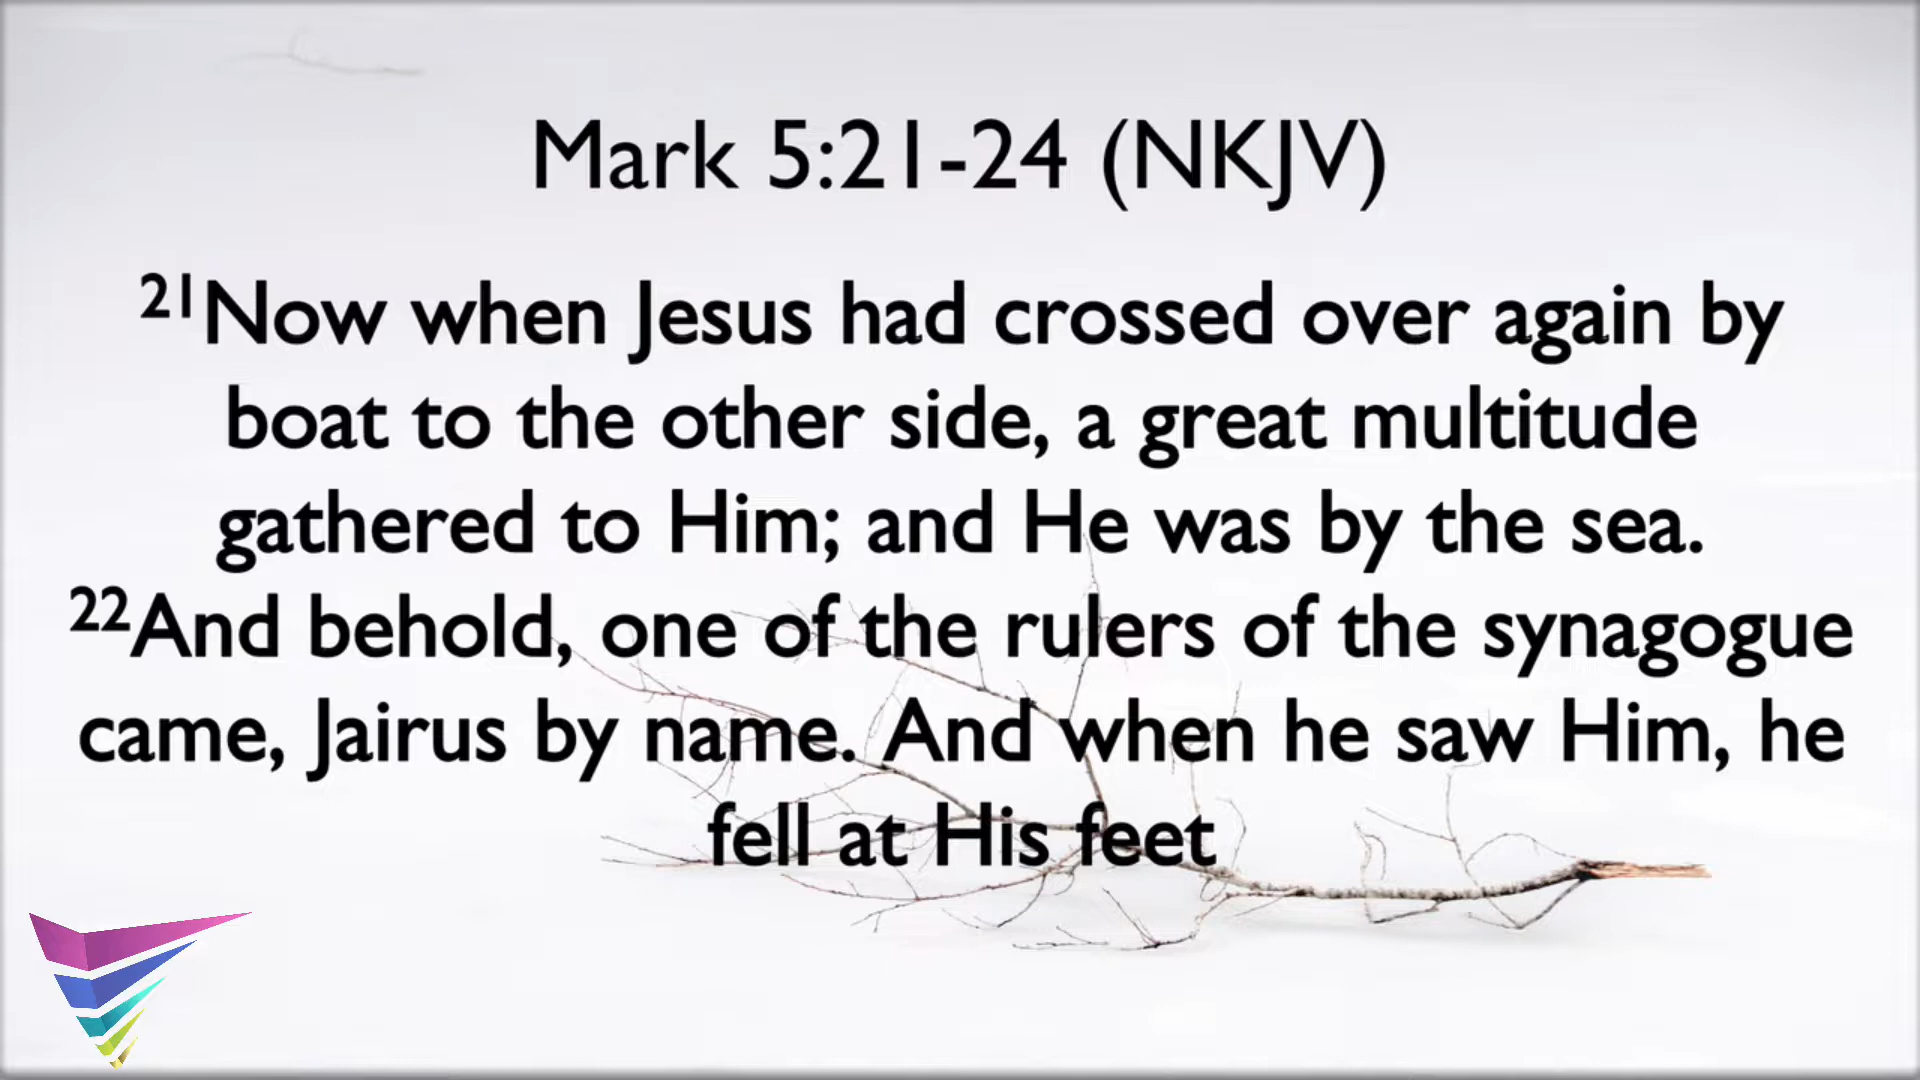 Mark 5:21-24 (NKJV)
21Now when Jesus had crossed over again by
boat to the other side, a great multitude
gathered to Him; and He was by the sea.
22And behold, one of the rulers of the synagogue
came, Jairus by name. And when he saw Him, he
fell at His feet